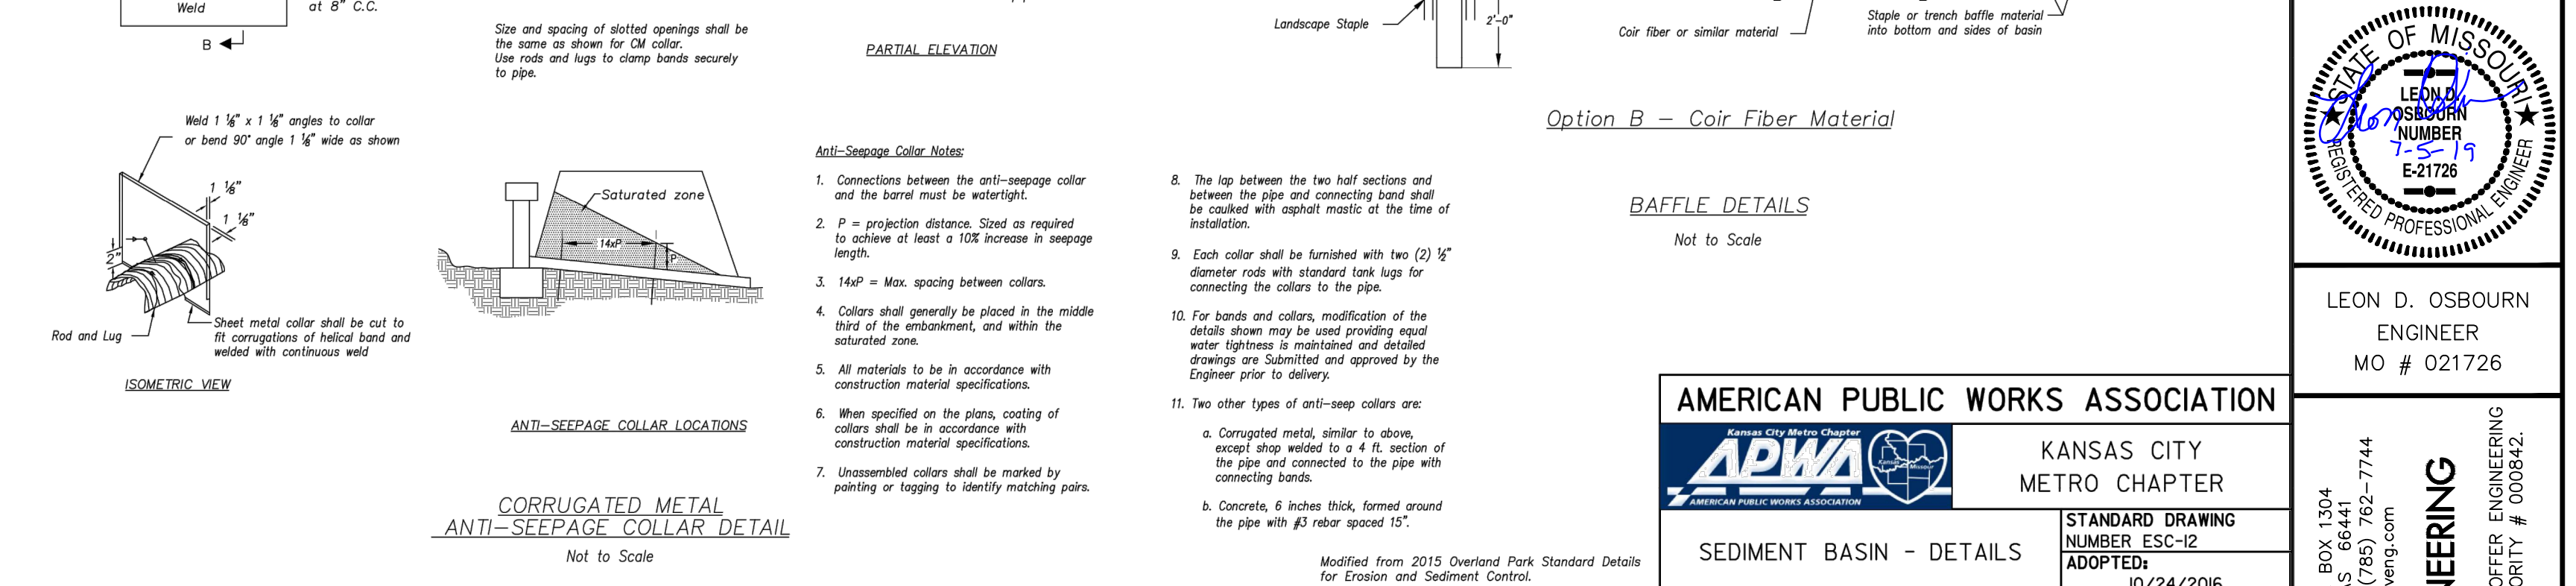 Weld
at 8" C.C.
B
Size and spacing of slotted openings shall be
the same as shown for CM collar.
Use rods and lugs to clamp bands securely
to pipe.
PARTIAL ELEVATION
Landscape Staple
2'-0"
Coir fiber or similar material
Staple or trench baffle material
into bottom and sides of basin
Option B – Coir Fiber Material
BAFFLE DETAILS
Not to Scale
Weld 1 ⅛" x 1 ⅛" angles to collar
or bend 90° angle 1 ⅛" wide as shown
1 ⅛"
1 ⅛"
2"
Rod and Lug
Sheet metal collar shall be cut to
fit corrugations of helical band and
welded with continuous weld
ISOMETRIC VIEW
Saturated zone
14xP
P
ANTI–SEEPAGE COLLAR LOCATIONS
CORRUGATED METAL
ANTI–SEEPAGE COLLAR DETAIL
Not to Scale
Anti–Seepage Collar Notes:
1. Connections between the anti–seepage collar
and the barrel must be watertight.
2. P = projection distance. Sized as required
to achieve at least a 10% increase in seepage
length.
3. 14xP = Max. spacing between collars.
4. Collars shall generally be placed in the middle
third of the embankment, and within the
saturated zone.
5. All materials to be in accordance with
construction material specifications.
6. When specified on the plans, coating of
collars shall be in accordance with
construction material specifications.
7. Unassembled collars shall be marked by
painting or tagging to identify matching pairs.
8. The lap between the two half sections and
between the pipe and connecting band shall
be caulked with asphalt mastic at the time of
installation.
9. Each collar shall be furnished with two (2) ½"
diameter rods with standard tank lugs for
connecting the collars to the pipe.
10. For bands and collars, modification of the
details shown may be used providing equal
water tightness is maintained and detailed
drawings are Submitted and approved by the
Engineer prior to delivery.
11. Two other types of anti–seep collars are:
a. Corrugated metal, similar to above,
except shop welded to a 4 ft. section of
the pipe and connected to the pipe with
connecting bands.
b. Concrete, 6 inches thick, formed around
the pipe with #3 rebar spaced 15".
Modified from 2015 Overland Park Standard Details
for Erosion and Sediment Control.
AMERICAN PUBLIC WORKS ASSOCIATION
Kansas City Metro Chapter
APWA
Kansas Missouri
AMERICAN PUBLIC WORKS ASSOCIATION
KANSAS CITY
METRO CHAPTER
SEDIMENT BASIN - DETAILS
STANDARD DRAWING
NUMBER ESC-12
ADOPTED:
10/24/2016
STATE OF MISSOURI
LEON D.
OSBOURN
NUMBER
7-5-19
E-21726
REGISTERED PROFESSIONAL ENGINEER
LEON D. OSBOURN
ENGINEER
MO # 021726
BOX 1304
66441
(785) 762–7744
veng.com
NEERING
OFFER ENGINEERING
ORITY # 000842.